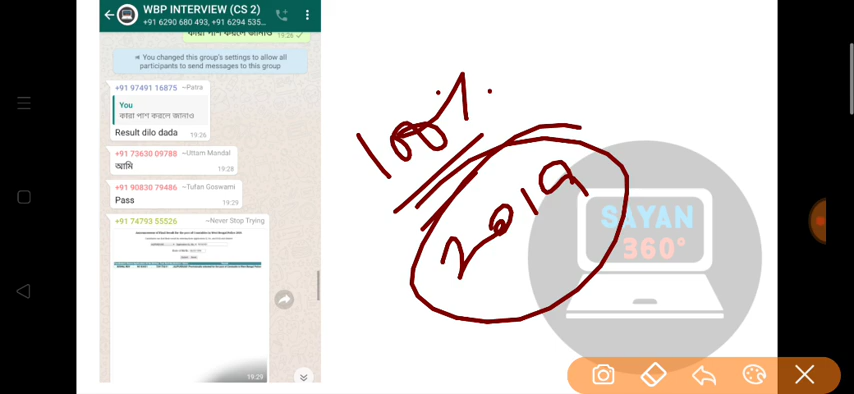 WBP INTERVIEW (CS 2)
+91 6290 680 493, +91 6294 535...
কারা পাশ করলে জানাও
19:26
You changed this group's settings to allow all
participants to send messages to this group
+91 97491 16875 ~Patra
You
কারা পাশ করলে জানাও
Result dilo dada
19:26
+91 73630 09788 ~Uttam Mandal
আমি
19:28
+91 90830 79486 ~Tufan Goswami
Pass
19:29
+91 74793 55526 ~Never Stop Trying
19:29
100%
2019
SAYAN
360°